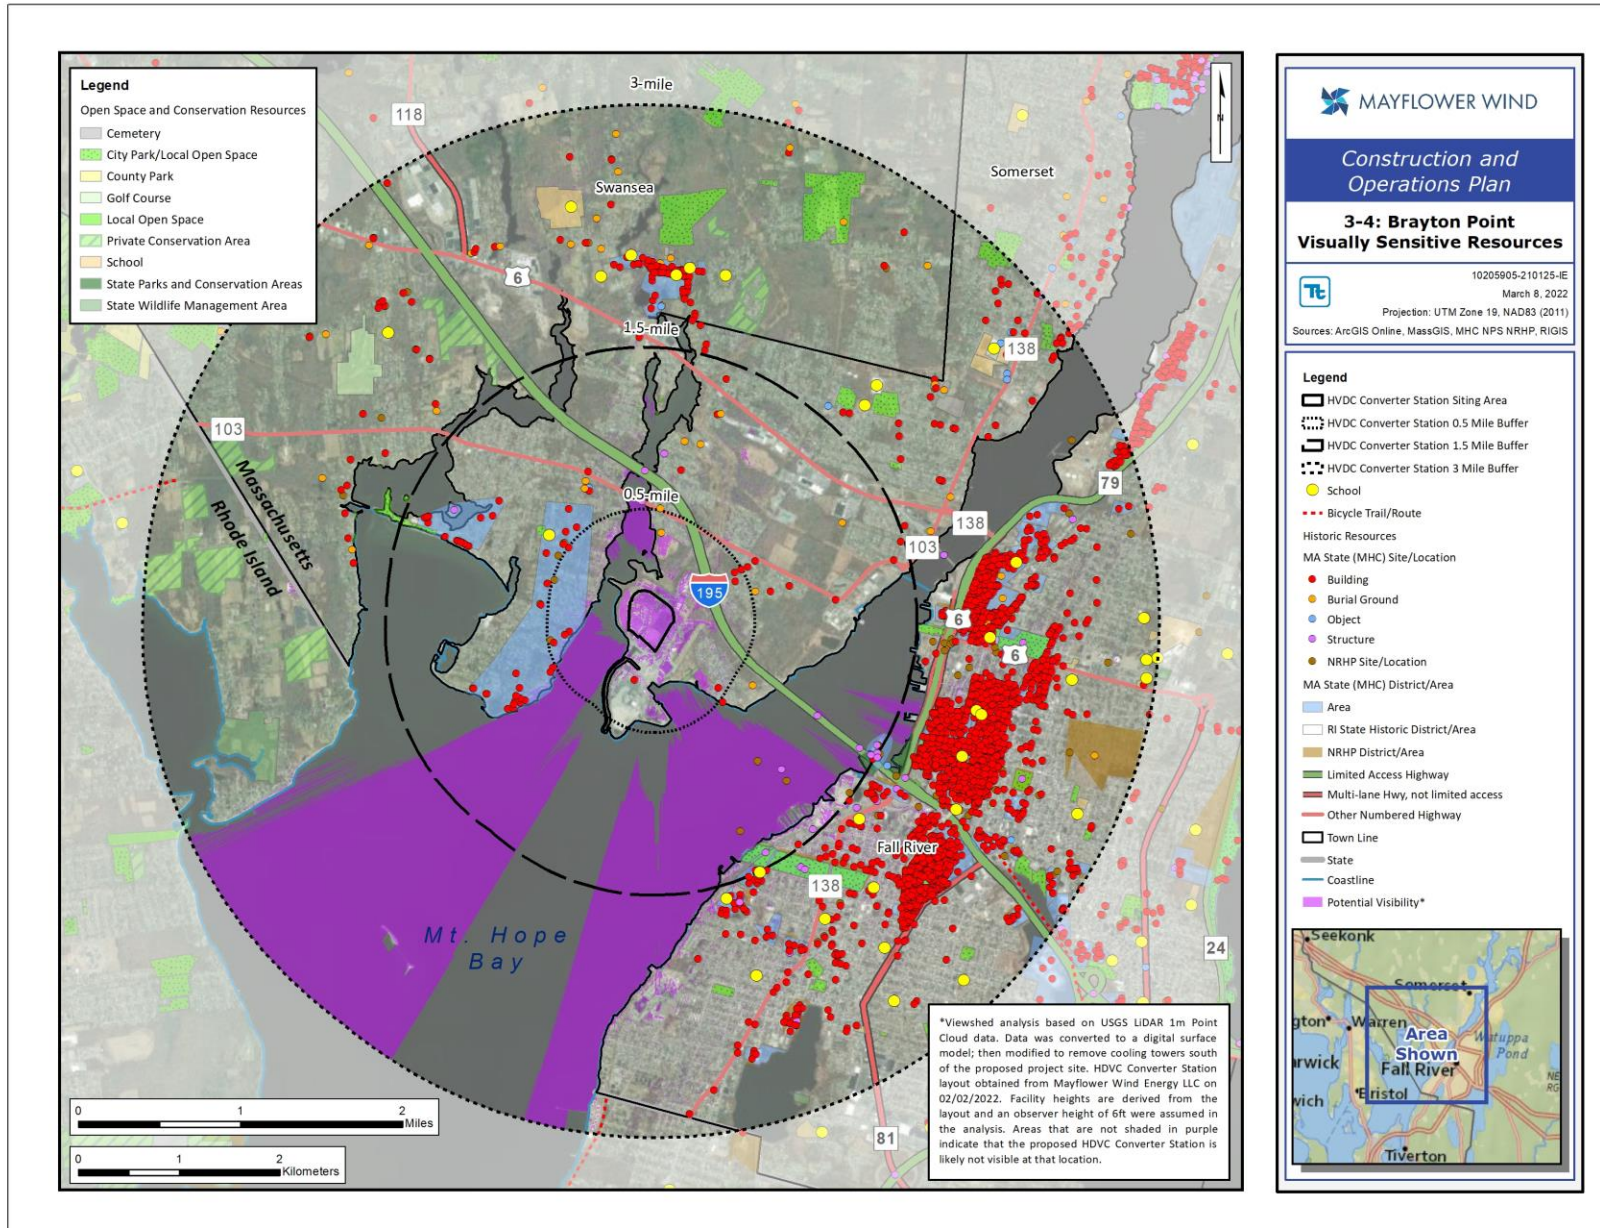 Legend
Open Space and Conservation Resources
Cemetery
City Park/Local Open Space
County Park
Golf Course
Local Open Space
Private Conservation Area
School
State Parks and Conservation Areas
State Wildlife Management Area
3-mile
118
N
Somerset
Swansea
6
1.5-mile
138
103
Massachusetts
Rhode Island
0.5-mile
79
138
103
195
6
6
Fall River
138
Mt. Hope
Bay
24
81
0 1 2
Miles
0 1 2
Kilometers
*Viewshed analysis based on USGS LiDAR 1m Point
Cloud data. Data was converted to a digital surface
model; then modified to remove cooling towers south
of the proposed project site. HDVC Converter Station
layout obtained from Mayflower Wind Energy LLC on
02/02/2022. Facility heights are derived from the
layout and an observer height of 6ft were assumed in
the analysis. Areas that are not shaded in purple
indicate that the proposed HDVC Converter Station is
likely not visible at that location.
MAYFLOWER WIND
Construction and
Operations Plan
3-4: Brayton Point
Visually Sensitive Resources
Tt
10205905-210125-IE
March 8, 2022
Projection: UTM Zone 19, NAD83 (2011)
Sources: ArcGIS Online, MassGIS, MHC NPS NRHP, RIGIS
Legend
HVDC Converter Station Siting Area
HVDC Converter Station 0.5 Mile Buffer
HVDC Converter Station 1.5 Mile Buffer
HVDC Converter Station 3 Mile Buffer
School
Bicycle Trail/Route
Historic Resources
MA State (MHC) Site/Location
Building
Burial Ground
Object
Structure
NRHP Site/Location
MA State (MHC) District/Area
Area
RI State Historic District/Area
NRHP District/Area
Limited Access Highway
Multi-lane Hwy, not limited access
Other Numbered Highway
Town Line
State
Coastline
Potential Visibility*
Seekonk
Somerset
gton
Warren
Area
Shown
Watuppa
Pond
Fall River
rwick
Bristol
wich
NE
RG
Tiverton